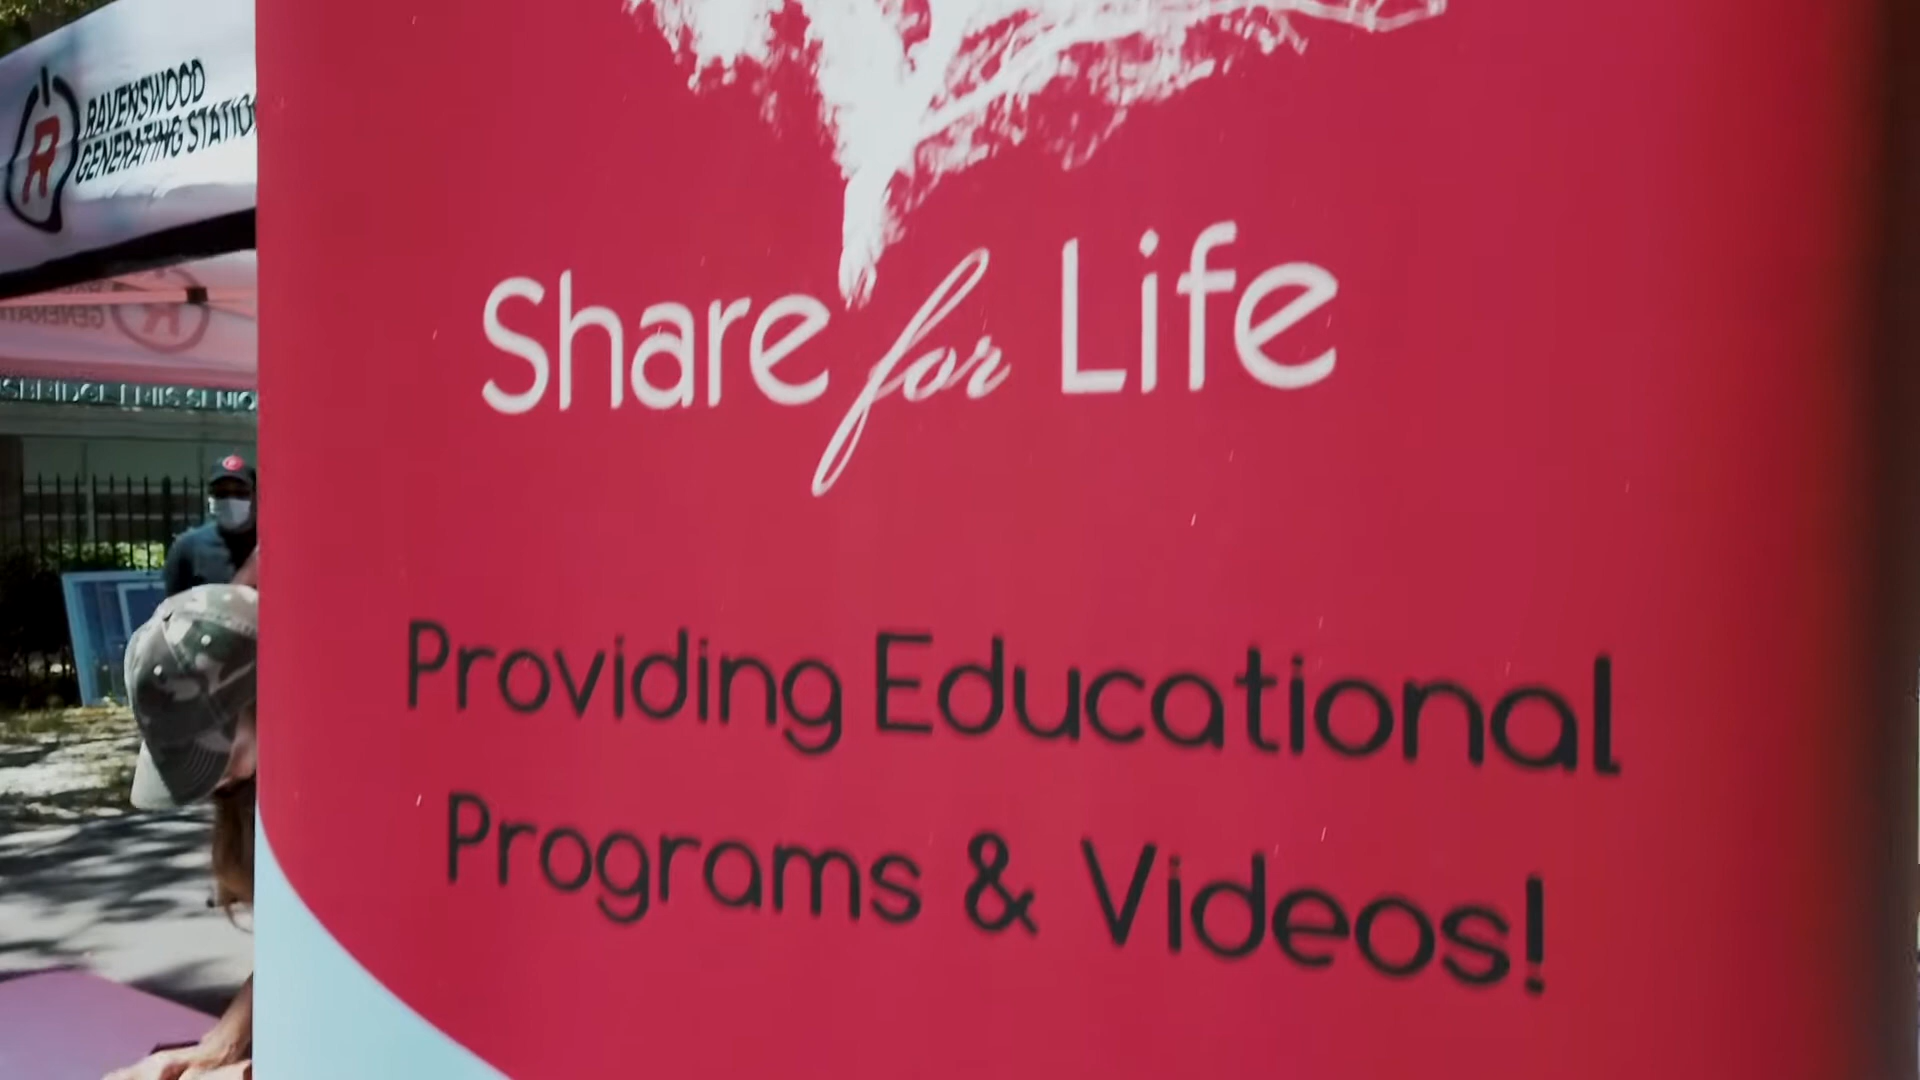 RAVENSWOOD
GENERATING STATION
R
Share for Life
Providing Educational
Programs & Videos!